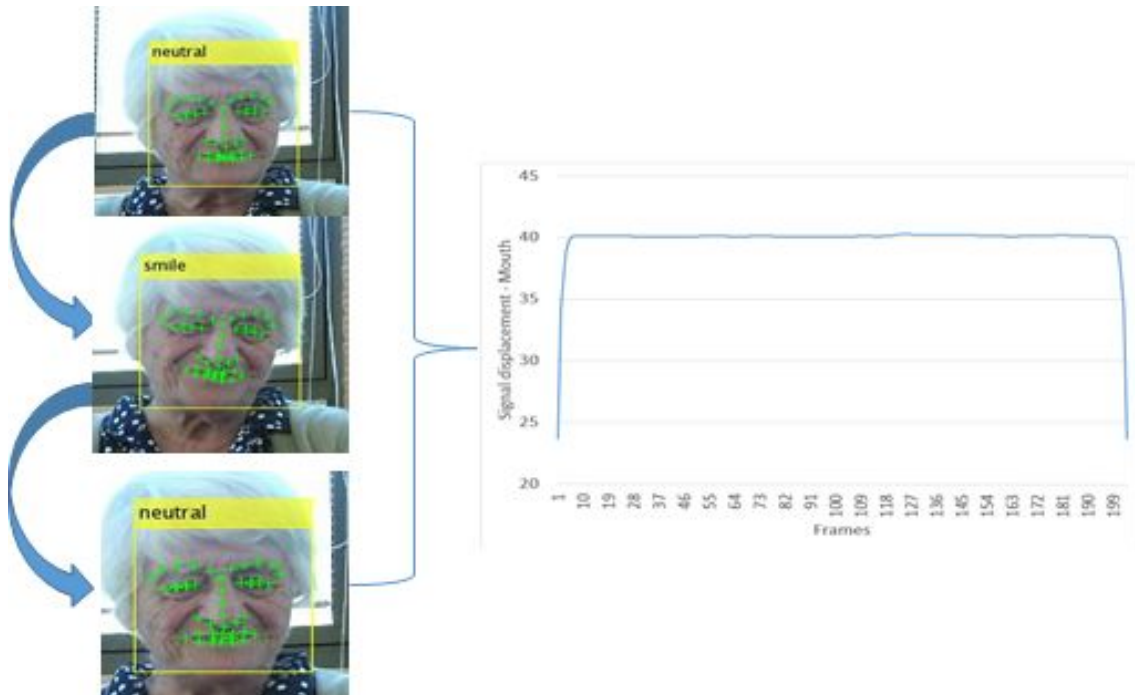 neutral
smile
neutral
Signal displacement - Mouth
45
40
35
30
25
20
1 10 19 28 37 46 55 64 73 82 91 100 109 118 127 136 145 154 163 172 181 190 199
Frames